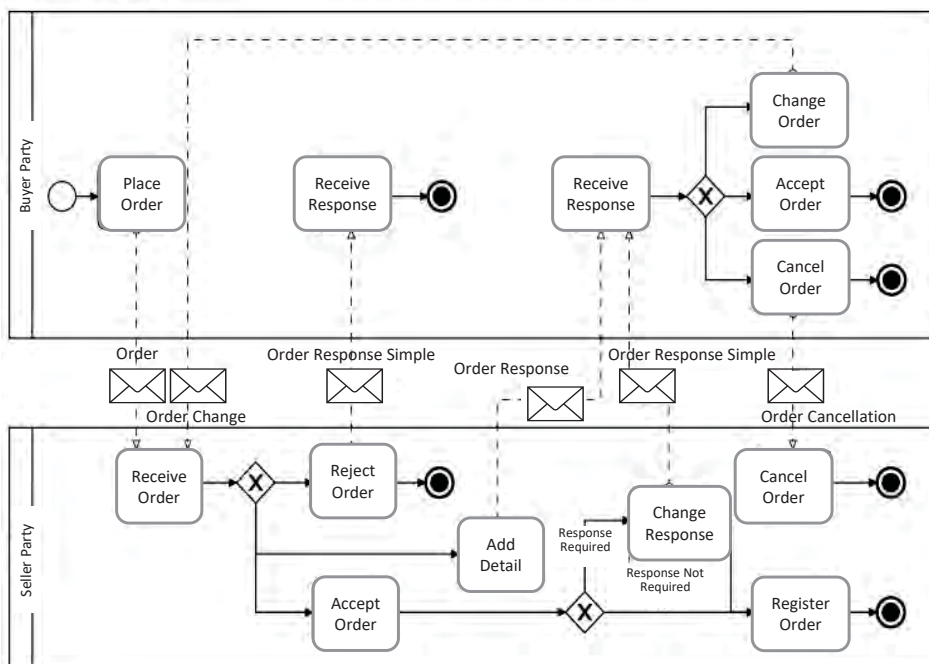 Buyer Party
Change
Order
Place
Order
Receive
Response
Receive
Response
X
Accept
Order
Cancel
Order
Order
Order Response Simple
Order Response
Order Response Simple
Order Change
Order Cancellation
Seller Party
Receive
Order
X
Reject
Order
Cancel
Order
Add
Detail
Response
Required
Change
Response
Response Not
Required
Accept
Order
X
Register
Order